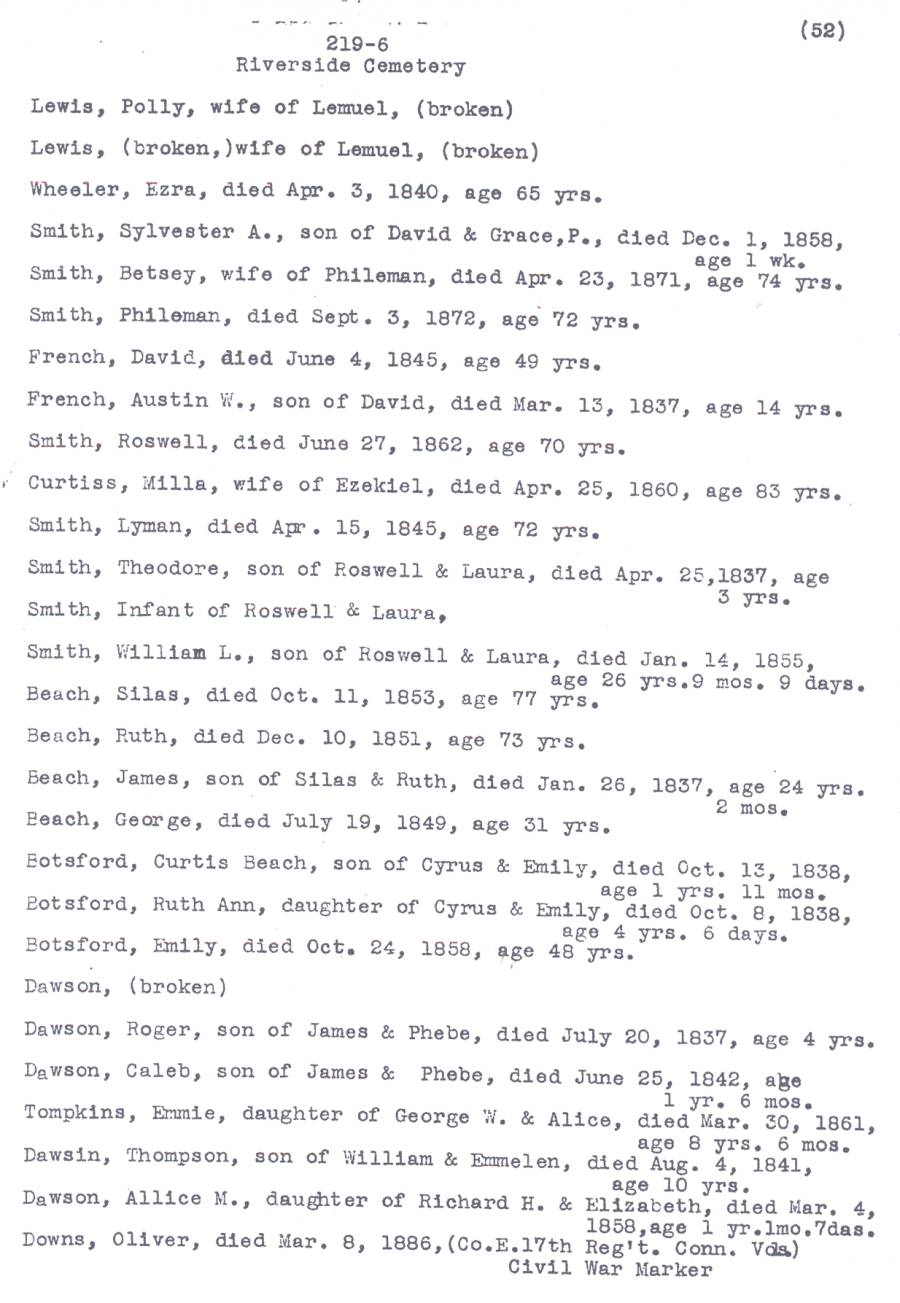 (52)
219-6
Riverside Cemetery
Lewis, Polly, wife of Lemuel, (broken)
Lewis, (broken,)wife of Lemuel, (broken)
Wheeler, Ezra, died Apr. 3, 1840, age 65 yrs.
Smith, Sylvester A., son of David & Grace,P., died Dec. 1, 1858,
age 1 wk.
Smith, Betsey, wife of Phileman, died Apr. 23, 1871, age 74 yrs.
Smith, Phileman, died Sept. 3, 1872, age 72 yrs.
French, David, died June 4, 1845, age 49 yrs.
French, Austin W., son of David, died Mar. 13, 1837, age 14 yrs.
Smith, Roswell, died June 27, 1862, age 70 yrs.
Curtiss, Milla, wife of Ezekiel, died Apr. 25, 1860, age 83 yrs.
Smith, Lyman, died Apr. 15, 1845, age 72 yrs.
Smith, Theodore, son of Roswell & Laura, died Apr. 25,1837, age
3 yrs.
Smith, Infant of Roswell & Laura,
Smith, William L., son of Roswell & Laura, died Jan. 14, 1855,
age 26 yrs.9 mos. 9 days.
Beach, Silas, died Oct. 11, 1853, age 77 yrs.
Beach, Ruth, died Dec. 10, 1851, age 73 yrs.
Beach, James, son of Silas & Ruth, died Jan. 26, 1837, age 24 yrs.
2 mos.
Beach, George, died July 19, 1849, age 31 yrs.
Botsford, Curtis Beach, son of Cyrus & Emily, died Oct. 13, 1838,
age 1 yrs. 11 mos.
Botsford, Ruth Ann, daughter of Cyrus & Emily, died Oct. 8, 1838,
age 4 yrs. 6 days.
Botsford, Emily, died Oct. 24, 1858, age 48 yrs.
Dawson, (broken)
Dawson, Roger, son of James & Phebe, died July 20, 1837, age 4 yrs.
Dawson, Caleb, son of James & Phebe, died June 25, 1842, age
1 yr. 6 mos.
Tompkins, Emmie, daughter of George W. & Alice, died Mar. 30, 1861,
age 8 yrs. 6 mos.
Dawsin, Thompson, son of William & Emmelen, died Aug. 4, 1841,
age 10 yrs.
Dawson, Allice M., daughter of Richard H. & Elizabeth, died Mar. 4,
1858,age 1 yr.1mo.7das.
Downs, Oliver, died Mar. 8, 1886,(Co.E.17th Reg't. Conn. Vds.)
Civil War Marker